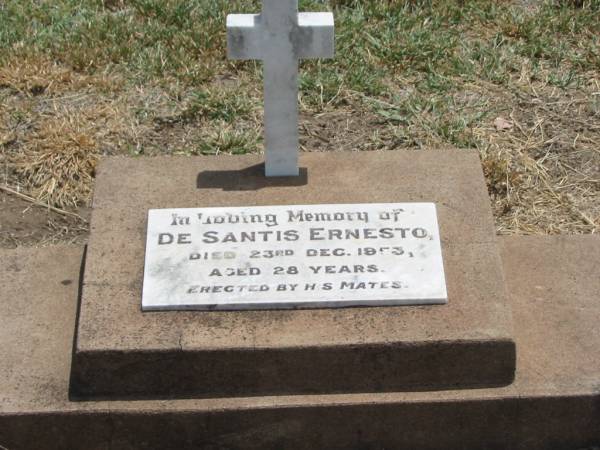 In Loving Memory of
DE SANTIS ERNESTO,
DIED 23RD DEC. 1953,
AGED 28 YEARS.
ERECTED BY HIS MATES.